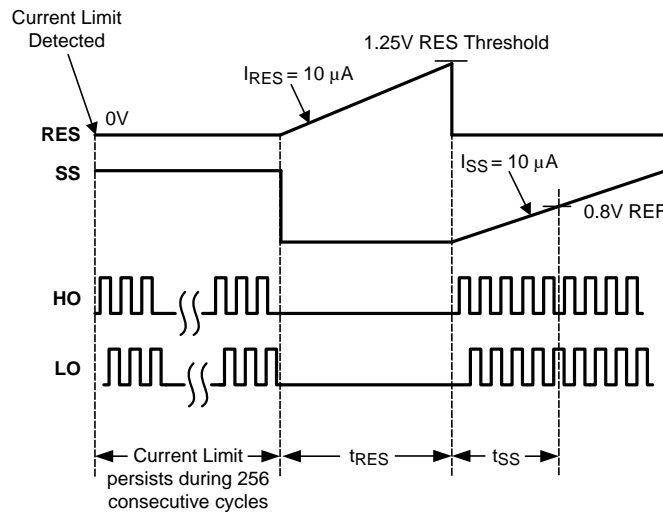 Current Limit
Detected
1.25V RES Threshold
I_RES = 10 μA
0V
RES
SS
I_SS = 10 μA
0.8V REF
HO
LO
Current Limit
persists during 256
consecutive cycles
t_RES
t_SS